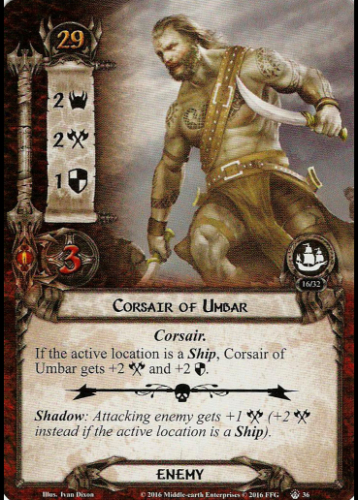 29
2
2
1
3
16/32
Corsair of Umbar
Corsair.
If the active location is a Ship, Corsair of
Umbar gets +2 and +2 .
Shadow: Attacking enemy gets +1 (+2
instead if the active location is a Ship).
ENEMY
Illus. Ivan Dixon © 2016 Middle-earth Enterprises © 2016 FFG 36